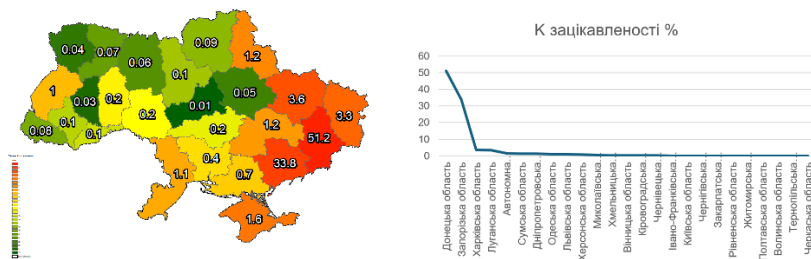 0.04
0.07
0.06
0.09
1.2
0.1
1
0.03
0.2
0.2
0.01
0.05
3.6
3.3
0.08
0.1
0.1
0.2
1.2
51.2
33.8
0.4
0.7
1.1
1.6
К зацікавленості %
60
50
40
30
20
10
0
Донецька область
Запорізька область
Харківська область
Луганська область
Автономна…
Сумська область
Дніпропетровська…
Одеська область
Львівська область
Херсонська область
Миколаївська…
Хмельницька…
Вінницька область
Кіровоградська…
Чернівецька…
Івано-Франківська…
Київська область
Чернігівська…
Закарпатська…
Рівненська область
Житомирська…
Полтавська область
Волинська область
Тернопільська…
Черкаська область